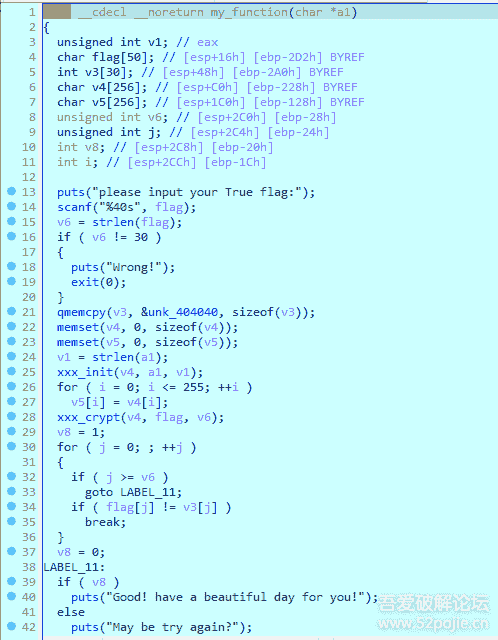 1 __cdecl __noreturn my_function(char *a1)
2 {
3 unsigned int v1; // eax
4 char flag[50]; // [esp+16h] [ebp-2D2h] BYREF
5 int v3[30]; // [esp+48h] [ebp-2A0h] BYREF
6 char v4[256]; // [esp+C0h] [ebp-228h] BYREF
7 char v5[256]; // [esp+1C0h] [ebp-128h] BYREF
8 unsigned int v6; // [esp+2C0h] [ebp-28h]
9 unsigned int j; // [esp+2C4h] [ebp-24h]
10 int v8; // [esp+2C8h] [ebp-20h]
11 int i; // [esp+2CCh] [ebp-1Ch]
12
13 puts("please input your True flag:");
14 scanf("%40s", flag);
15 v6 = strlen(flag);
16 if ( v6 != 30 )
17 {
18 puts("Wrong!");
19 exit(0);
20 }
21 qmemcpy(v3, &unk_404040, sizeof(v3));
22 memset(v4, 0, sizeof(v4));
23 memset(v5, 0, sizeof(v5));
24 v1 = strlen(a1);
25 xxx_init(v4, a1, v1);
26 for ( i = 0; i <= 255; ++i )
27 v5[i] = v4[i];
28 xxx_crypt(v4, flag, v6);
29 v8 = 1;
30 for ( j = 0; ; ++j )
31 {
32 if ( j >= v6 )
33 goto LABEL_11;
34 if ( flag[j] != v3[j] )
35 break;
36 }
37 v8 = 0;
38 LABEL_11:
39 if ( v8 )
40 puts("Good! have a beautiful day for you!");
41 else
42 puts("May be try again?");
吾爱破解论坛
www.52pojie.cn